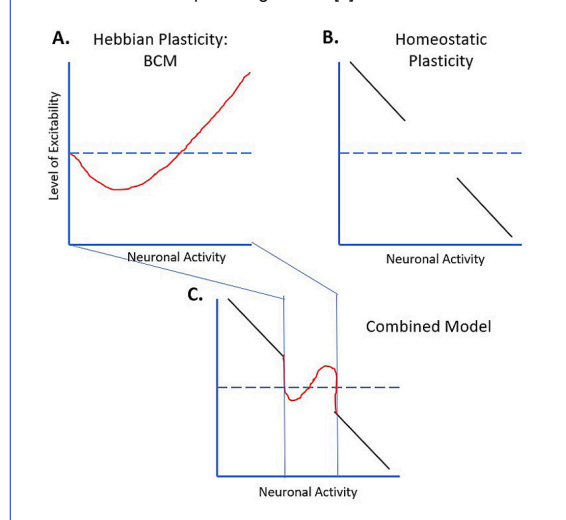 A.
Hebbian Plasticity:
BCM
B.
Homeostatic
Plasticity
Level of Excitability
Neuronal Activity
Neuronal Activity
C.
Combined Model
Neuronal Activity